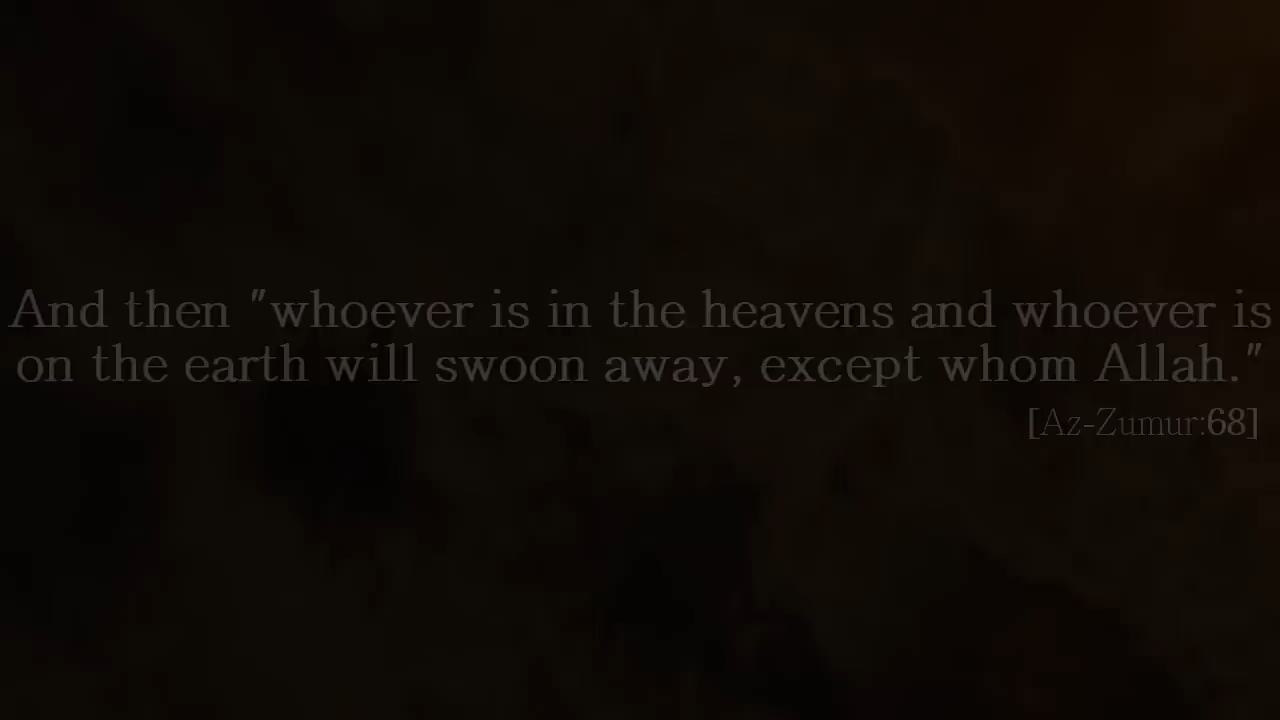 And then "whoever is in the heavens and whoever is
on the earth will swoon away, except whom Allah."
[Az-Zumur:68]